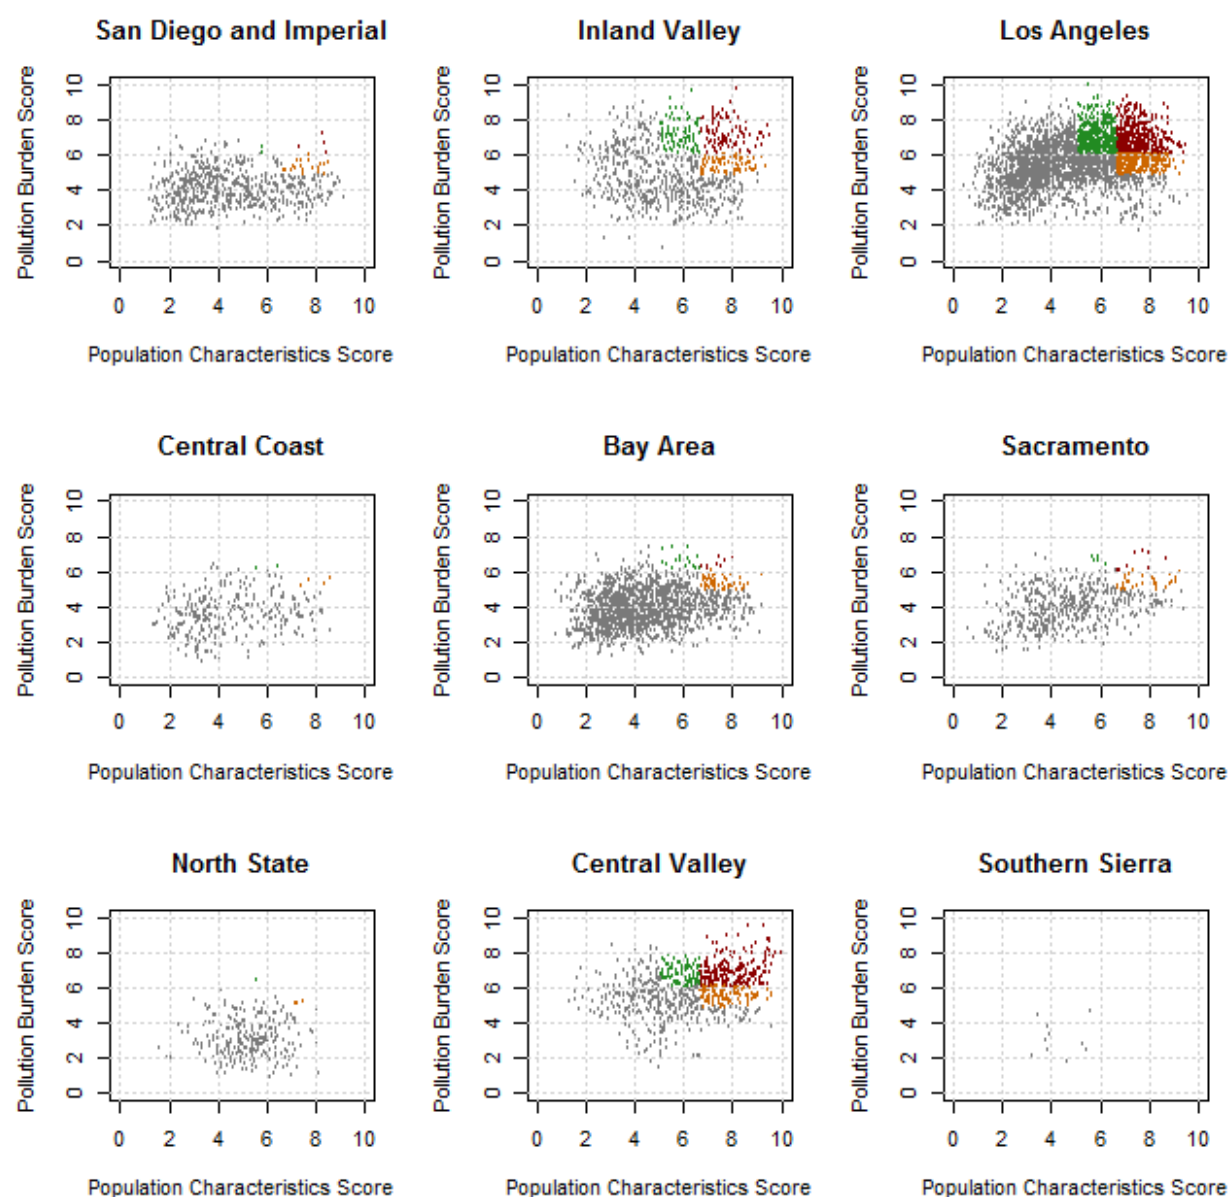 San Diego and Imperial
Pollution Burden Score
0 2 4 6 8 10
0 2 4 6 8 10
Population Characteristics Score
Inland Valley
Pollution Burden Score
0 2 4 6 8 10
0 2 4 6 8 10
Population Characteristics Score
Los Angeles
Pollution Burden Score
0 2 4 6 8 10
0 2 4 6 8 10
Population Characteristics Score
Central Coast
Pollution Burden Score
0 2 4 6 8 10
0 2 4 6 8 10
Population Characteristics Score
Bay Area
Pollution Burden Score
0 2 4 6 8 10
0 2 4 6 8 10
Population Characteristics Score
Sacramento
Pollution Burden Score
0 2 4 6 8 10
0 2 4 6 8 10
Population Characteristics Score
North State
Pollution Burden Score
0 2 4 6 8 10
0 2 4 6 8 10
Population Characteristics Score
Central Valley
Pollution Burden Score
0 2 4 6 8 10
0 2 4 6 8 10
Population Characteristics Score
Southern Sierra
Pollution Burden Score
0 2 4 6 8 10
0 2 4 6 8 10
Population Characteristics Score